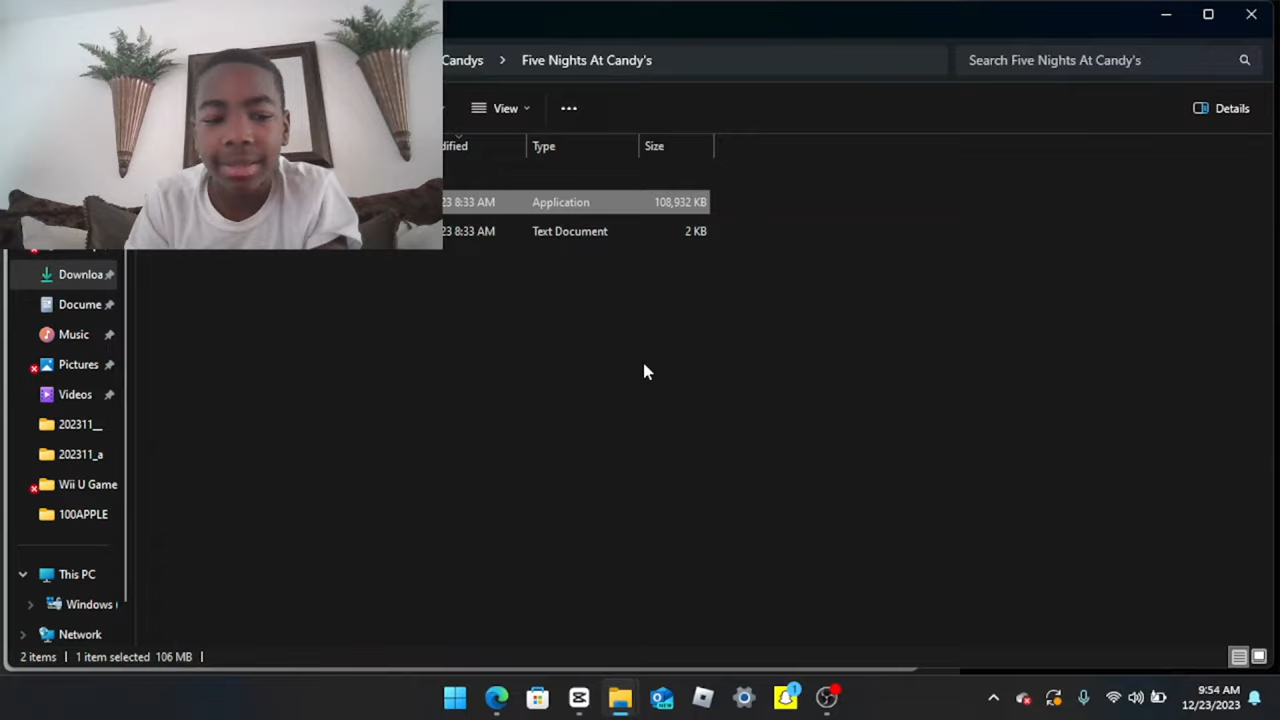 Candys > Five Nights At Candy's
Search Five Nights At Candy's
View
Details
dified Type Size
23 8:33 AM Application 108,932 KB
23 8:33 AM Text Document 2 KB
Downloa
Docume
Music
Pictures
Videos
202311__
202311_a
Wii U Game
100APPLE
This PC
Windows (
Network
2 items 1 item selected 106 MB
NEW
1
9:54 AM
12/23/2023